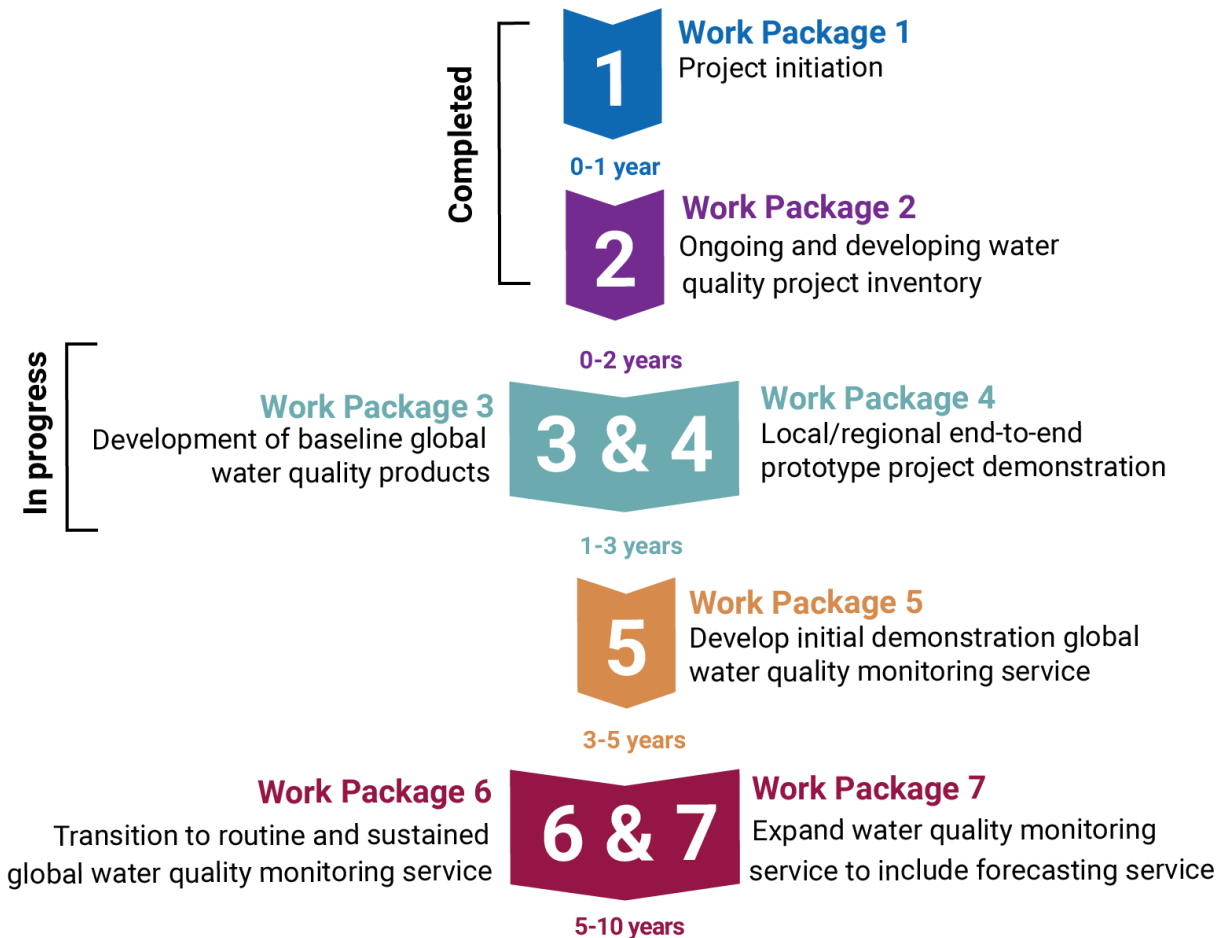 Completed
1
Work Package 1
Project initiation
0-1 year
2
Work Package 2
Ongoing and developing water
quality project inventory
0-2 years
In progress
Work Package 3
Development of baseline global
water quality products
3 & 4
Work Package 4
Local/regional end-to-end
prototype project demonstration
1-3 years
5
Work Package 5
Develop initial demonstration global
water quality monitoring service
3-5 years
Work Package 6
Transition to routine and sustained
global water quality monitoring service
6 & 7
Work Package 7
Expand water quality monitoring
service to include forecasting service
5-10 years